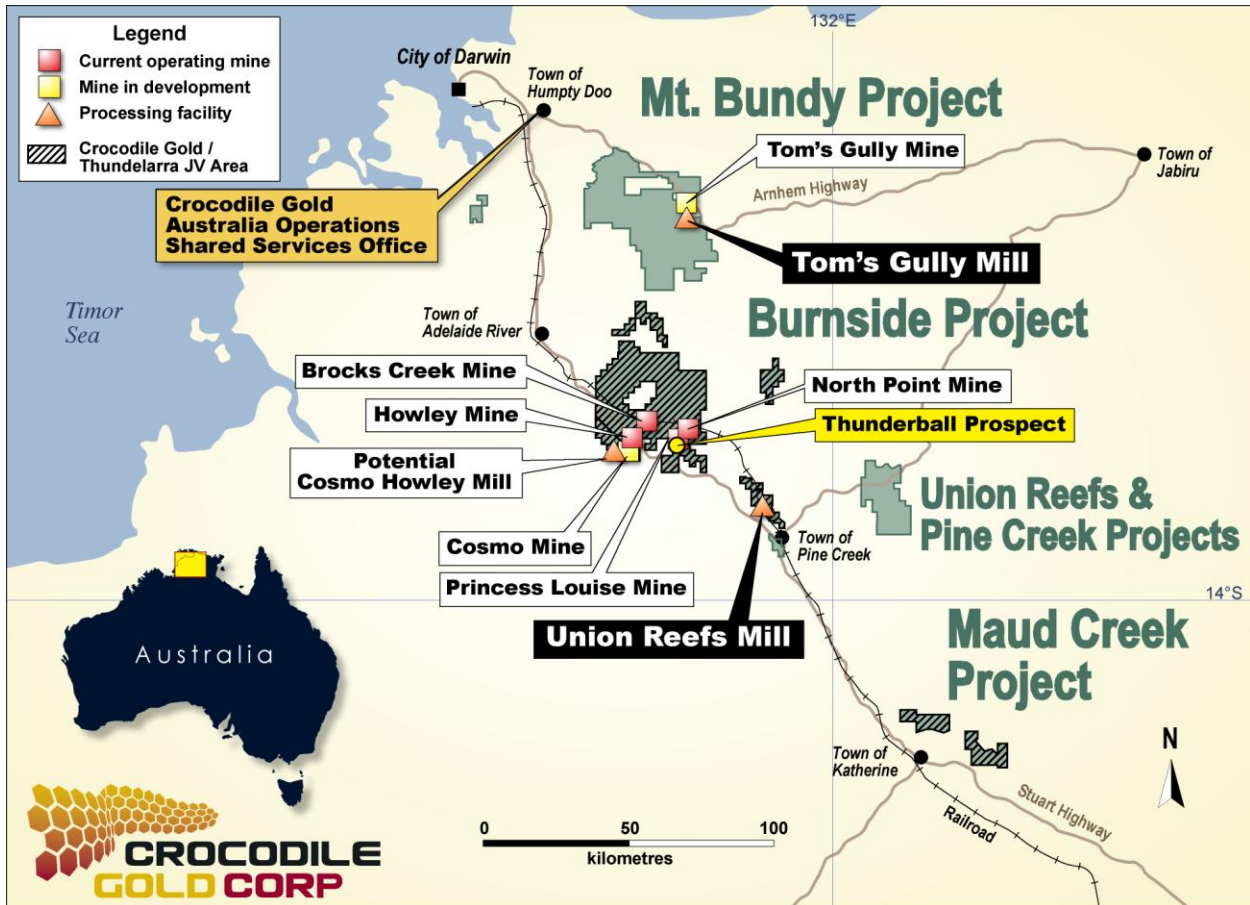 Legend
Current operating mine
Mine in development
Processing facility
Crocodile Gold /
Thundelarra JV Area
132°E
City of Darwin
Town of
Humpty Doo
Mt. Bundy Project
Tom's Gully Mine
Town of
Jabiru
Arnhem Highway
Crocodile Gold
Australia Operations
Shared Services Office
Tom's Gully Mill
Timor
Sea
Town of
Adelaide River
Burnside Project
Brocks Creek Mine
North Point Mine
Howley Mine
Thunderball Prospect
Potential
Cosmo Howley Mill
Union Reefs &
Pine Creek Projects
Cosmo Mine
Town of
Pine Creek
Princess Louise Mine
14°S
Union Reefs Mill
Maud Creek
Project
Australia
Town of
Katherine
N
Stuart Highway
Railroad
0 50 100
kilometres
CROCODILE
GOLD CORP